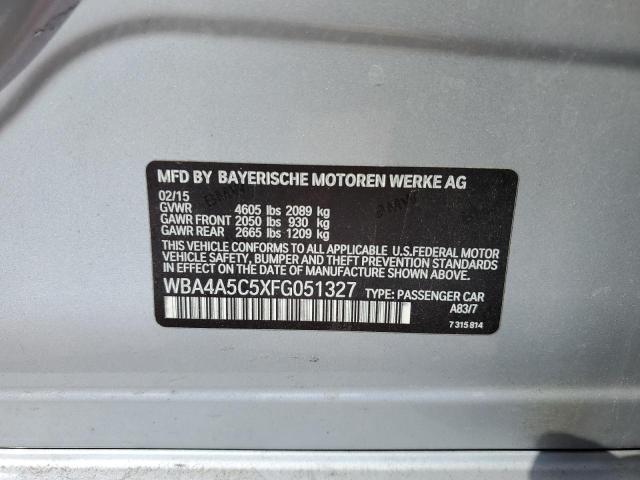 MFD BY BAYERISCHE MOTOREN WERKE AG
02/15
GVWR 4605 lbs 2089 kg
GAWR FRONT 2050 lbs 930 kg
GAWR REAR 2665 lbs 1209 kg
THIS VEHICLE CONFORMS TO ALL APPLICABLE U.S.FEDERAL MOTOR
VEHICLE SAFETY, BUMPER AND THEFT PREVENTION STANDARDS
IN EFFECT ON THE DATE OF MANUFACTURE SHOWN ABOVE.
WBA4A5C5XFG051327 TYPE: PASSENGER CAR
A83/7
7 315 814